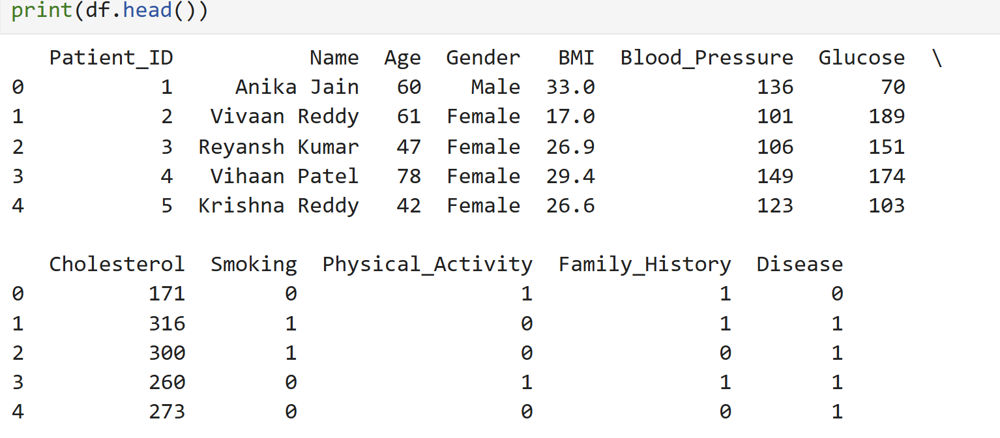 print(df.head())
Patient_ID Name Age Gender BMI Blood_Pressure Glucose \
0 1 Anika Jain 60 Male 33.0 136 70
1 2 Vivaan Reddy 61 Female 17.0 101 189
2 3 Reyansh Kumar 47 Female 26.9 106 151
3 4 Vihaan Patel 78 Female 29.4 149 174
4 5 Krishna Reddy 42 Female 26.6 123 103
Cholesterol Smoking Physical_Activity Family_History Disease
0 171 0 1 1 0
1 316 1 0 1 1
2 300 1 0 0 1
3 260 0 1 1 1
4 273 0 0 0 1